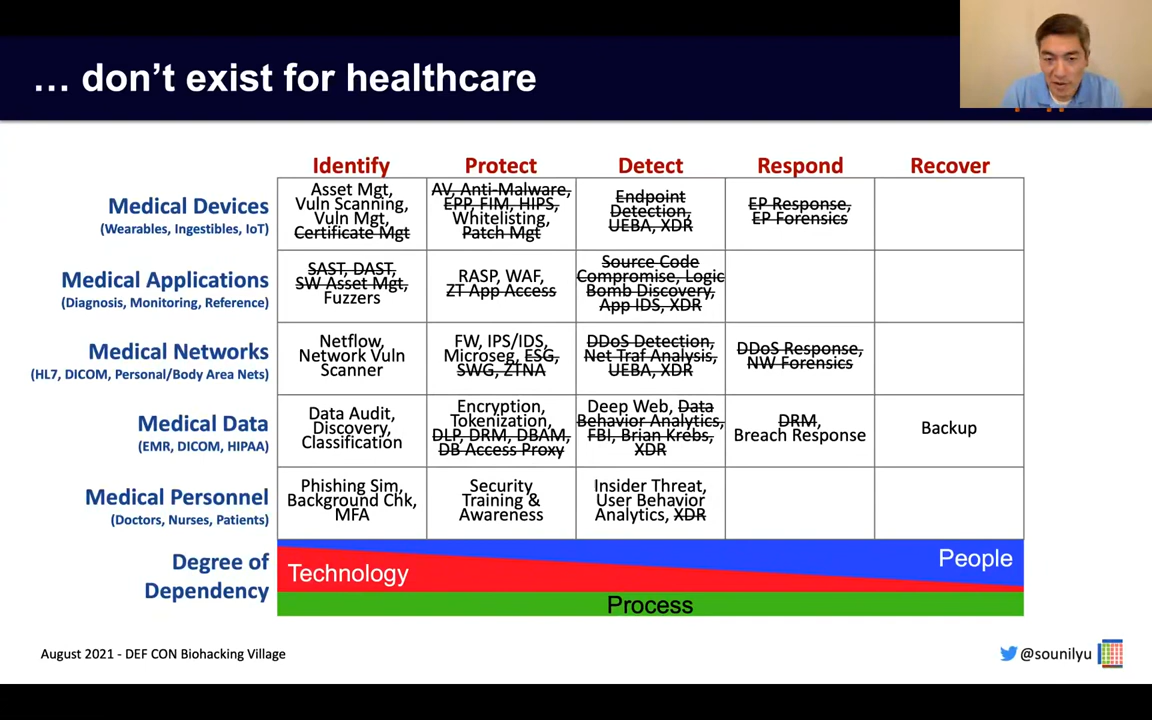 … don’t exist for healthcare
Identify
Protect
Detect
Respond
Recover
Medical Devices
(Wearables, Ingestibles, IoT)
Asset Mgt,
Vuln Scanning,
Vuln Mgt,
Certificate Mgt
AV, Anti-Malware,
EPP, FIM, HIPS,
Whitelisting,
Patch Mgt
Endpoint
Detection,
UEBA, XDR
EP Response,
EP Forensics
Medical Applications
(Diagnosis, Monitoring, Reference)
SAST, DAST,
SW Asset Mgt,
Fuzzers
RASP, WAF,
ZT App Access
Source Code
Compromise, Logic
Bomb Discovery,
App IDS, XDR
Medical Networks
(HL7, DICOM, Personal/Body Area Nets)
Netflow,
Network Vuln
Scanner
FW, IPS/IDS,
Microseg, ESG,
SWG, ZTNA
DDoS Detection,
Net Traf Analysis,
UEBA, XDR
DDoS Response,
NW Forensics
Medical Data
(EMR, DICOM, HIPAA)
Data Audit,
Discovery,
Classification
Encryption,
Tokenization,
DLP, DRM, DBAM,
DB Access Proxy
Deep Web, Data
Behavior Analytics,
FBI, Brian Krebs,
XDR
DRM,
Breach Response
Backup
Medical Personnel
(Doctors, Nurses, Patients)
Phishing Sim,
Background Chk,
MFA
Security
Training &
Awareness
Insider Threat,
User Behavior
Analytics, XDR
Degree of
Dependency
Technology
People
Process
August 2021 - DEF CON Biohacking Village
@sounilyu